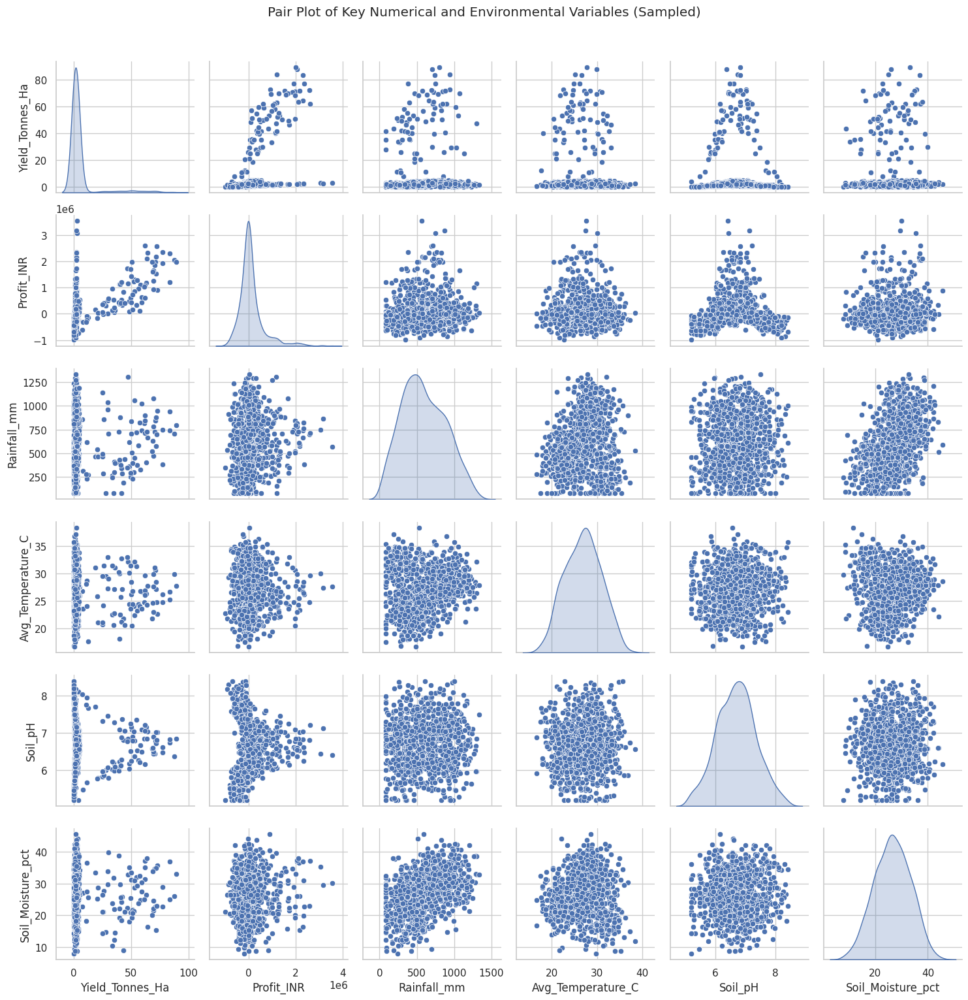 Pair Plot of Key Numerical and Environmental Variables (Sampled)
Yield_Tonnes_Ha
80
60
40
20
0
1e6
Profit_INR
3
2
1
0
−1
Rainfall_mm
1250
1000
750
500
250
Avg_Temperature_C
35
30
25
20
Soil_pH
8
7
6
Soil_Moisture_pct
40
30
20
10
0 50 100
0 2 4
1e6
0 500 1000 1500
20 30 40
6 8
20 40
Yield_Tonnes_Ha Profit_INR Rainfall_mm Avg_Temperature_C Soil_pH Soil_Moisture_pct